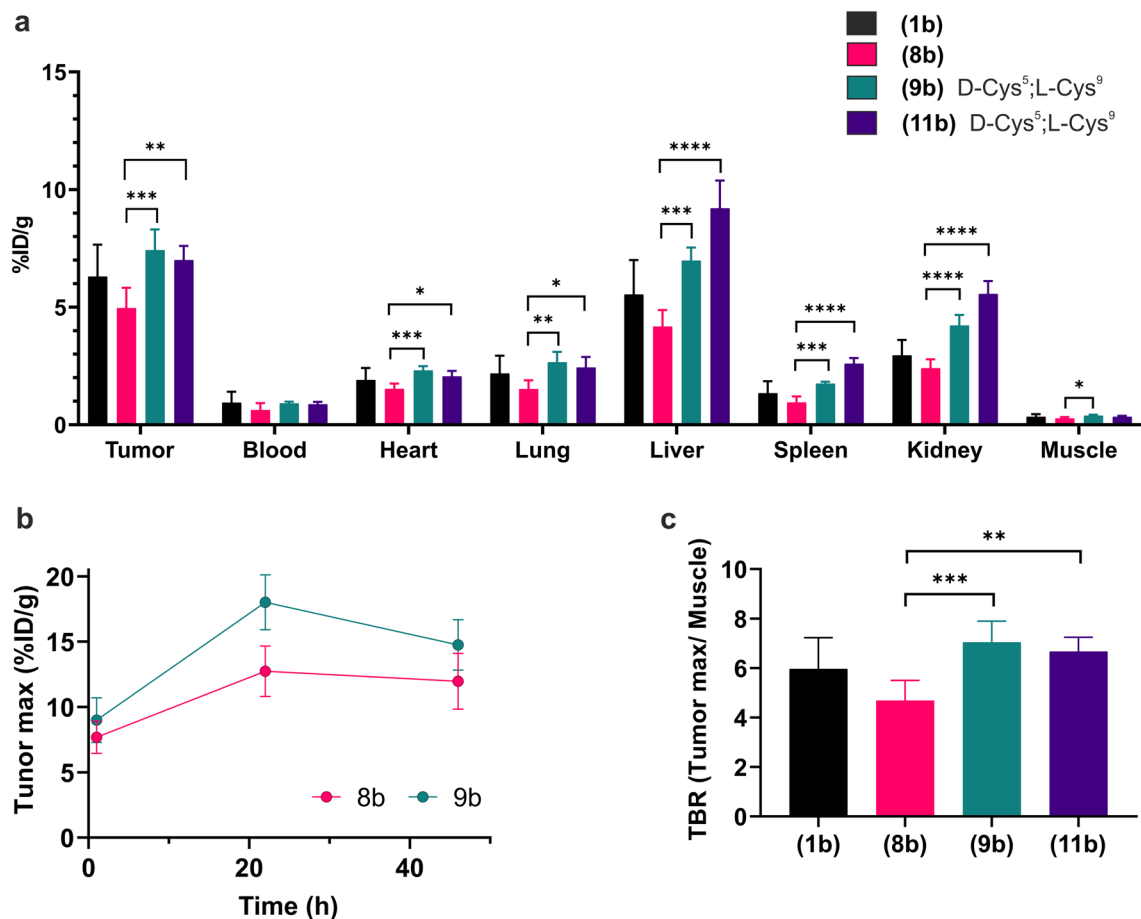 a
(1b)
(8b)
(9b) D-Cys⁵;L-Cys⁹
(11b) D-Cys⁵;L-Cys⁹
%ID/g
15
10
5
0
** *** * *** * ** **** *** **** *** **** **** *
Tumor Blood Heart Lung Liver Spleen Kidney Muscle
b
Tunor max (%ID/g)
20
15
10
5
0
8b 9b
0 20 40
Time (h)
c
TBR (Tumor max/ Muscle)
10
8
6
4
2
0
**
***
(1b) (8b) (9b) (11b)